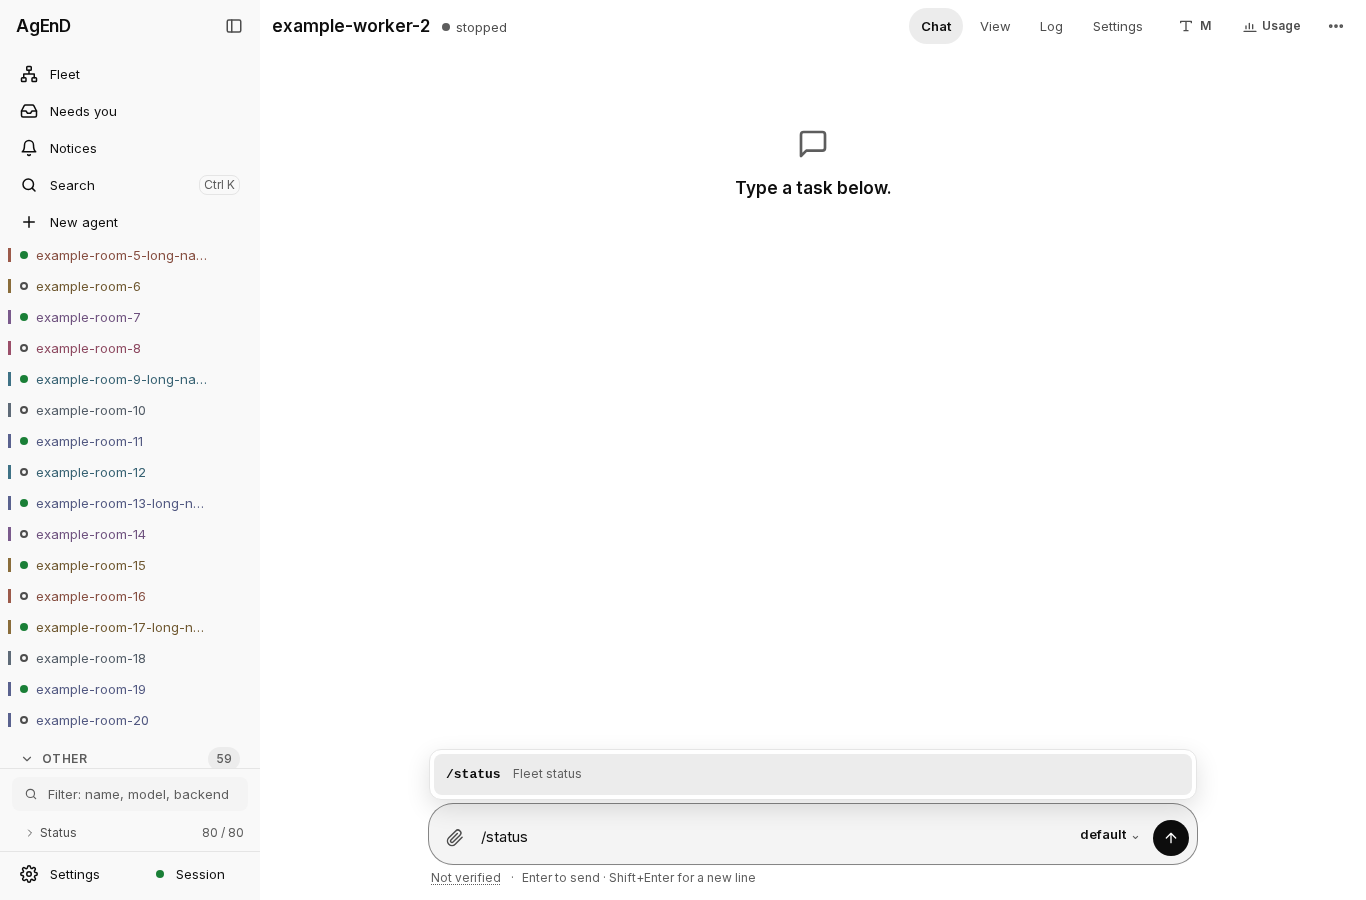 AgEnD
Fleet
Needs you
Notices
Search Ctrl K
New agent
example-room-5-long-na…
example-room-6
example-room-7
example-room-8
example-room-9-long-na…
example-room-10
example-room-11
example-room-12
example-room-13-long-n…
example-room-14
example-room-15
example-room-16
example-room-17-long-n…
example-room-18
example-room-19
example-room-20
OTHER 59
Filter: name, model, backend
Status 80 / 80
Settings Session
example-worker-2 stopped
Chat View Log Settings M Usage
Type a task below.
/status Fleet status
/status default
Not verified · Enter to send · Shift+Enter for a new line